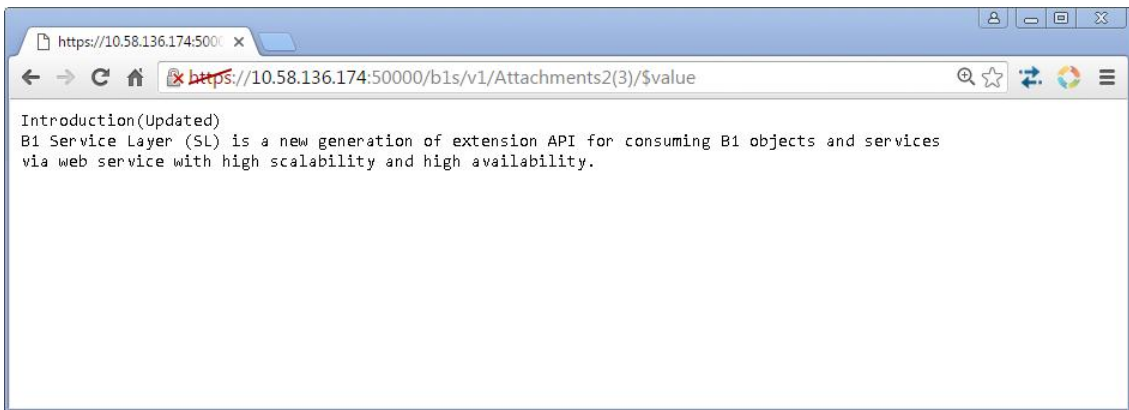 https://10.58.136.174:5000
https://10.58.136.174:50000/b1s/v1/Attachments2(3)/$value
Introduction(Updated)
B1 Service Layer (SL) is a new generation of extension API for consuming B1 objects and services
via web service with high scalability and high availability.